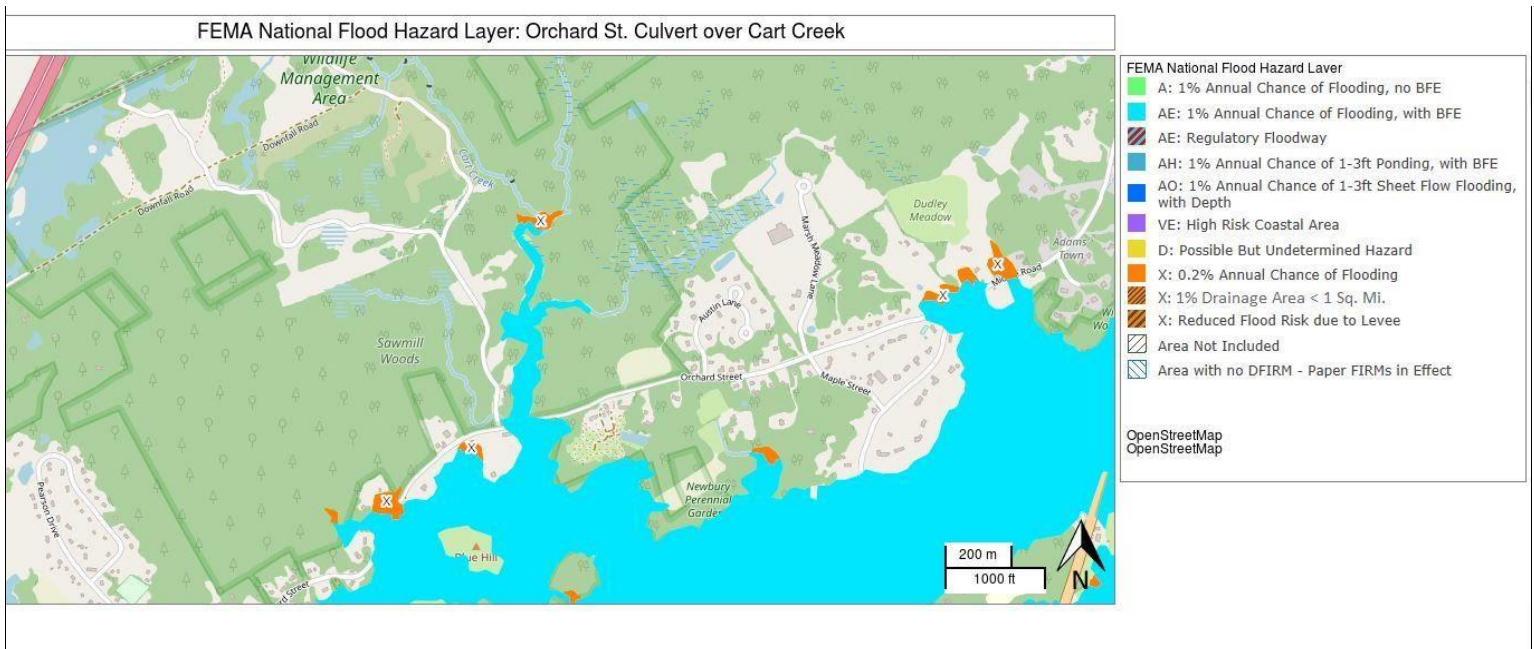 FEMA National Flood Hazard Layer: Orchard St. Culvert over Cart Creek
Wildlife
Management
Area
Downfall Road
Downfall Road
Cart Creek
X
Marsh Meadow Lane
Dudley
Meadow
Adams
Town
X
Road
X
Austin Lane
Sawmill
Woods
Orchard Street
Maple Street
X
X
Pearson Drive
Newbury
Perennial
Garden
Blue Hill
Street
200 m
1000 ft
N
FEMA National Flood Hazard Layer
A: 1% Annual Chance of Flooding, no BFE
AE: 1% Annual Chance of Flooding, with BFE
AE: Regulatory Floodway
AH: 1% Annual Chance of 1-3ft Ponding, with BFE
AO: 1% Annual Chance of 1-3ft Sheet Flow Flooding,
with Depth
VE: High Risk Coastal Area
D: Possible But Undetermined Hazard
X: 0.2% Annual Chance of Flooding
X: 1% Drainage Area < 1 Sq. Mi.
X: Reduced Flood Risk due to Levee
Area Not Included
Area with no DFIRM - Paper FIRMs in Effect
OpenStreetMap
OpenStreetMap